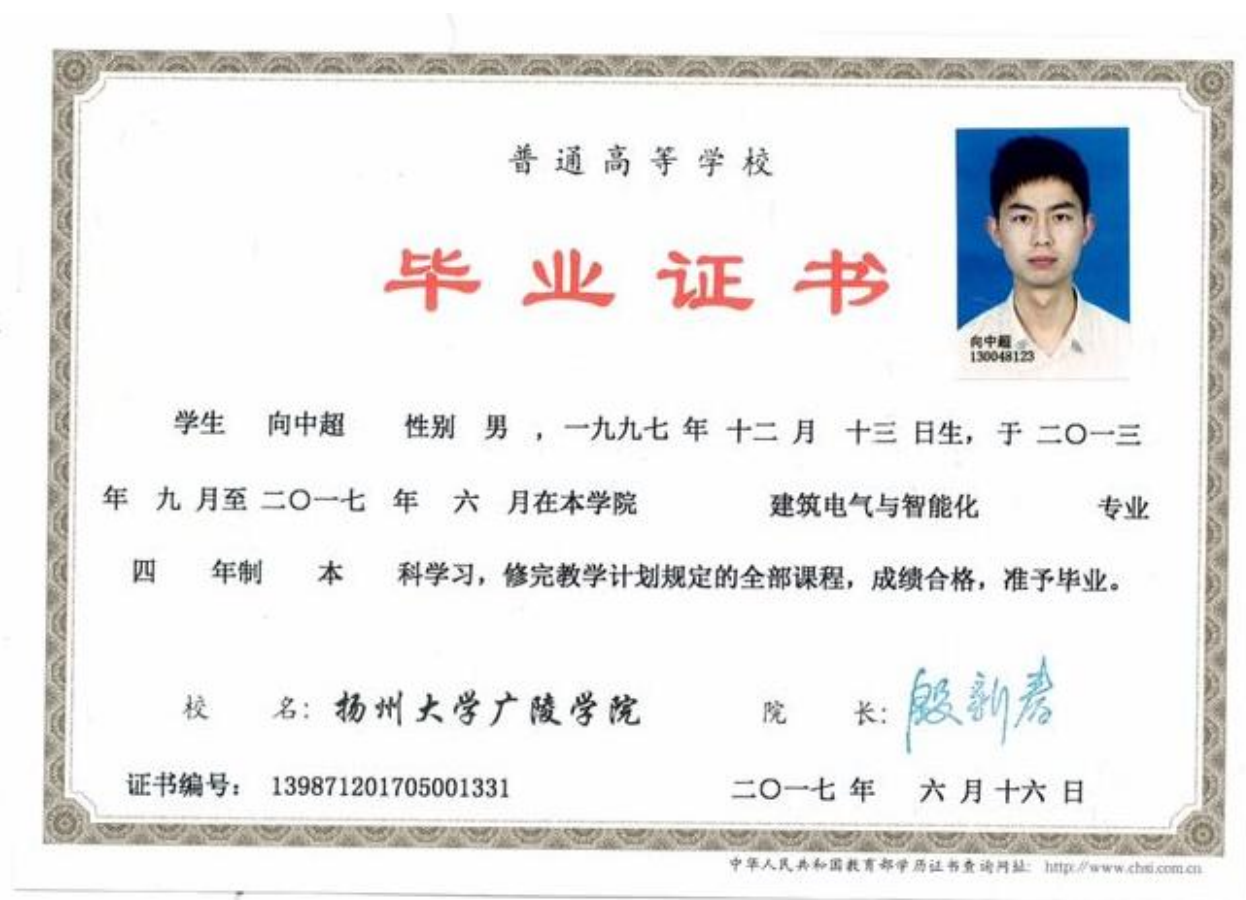 普通高等学校
毕业证书
向中超
130048123
学生 向中超 性别 男 ，一九九七 年 十二 月 十三 日生，于 二〇一三
年 九 月至 二〇一七 年 六 月在本学院 建筑电气与智能化 专业
四 年制 本 科学习，修完教学计划规定的全部课程，成绩合格，准予毕业。
校 名：扬州大学广陵学院 院 长：殷新春
证书编号： 139871201705001331 二〇一七 年 六 月 十六 日
中华人民共和国教育部学历证书查询网址： http://www.chsi.com.cn